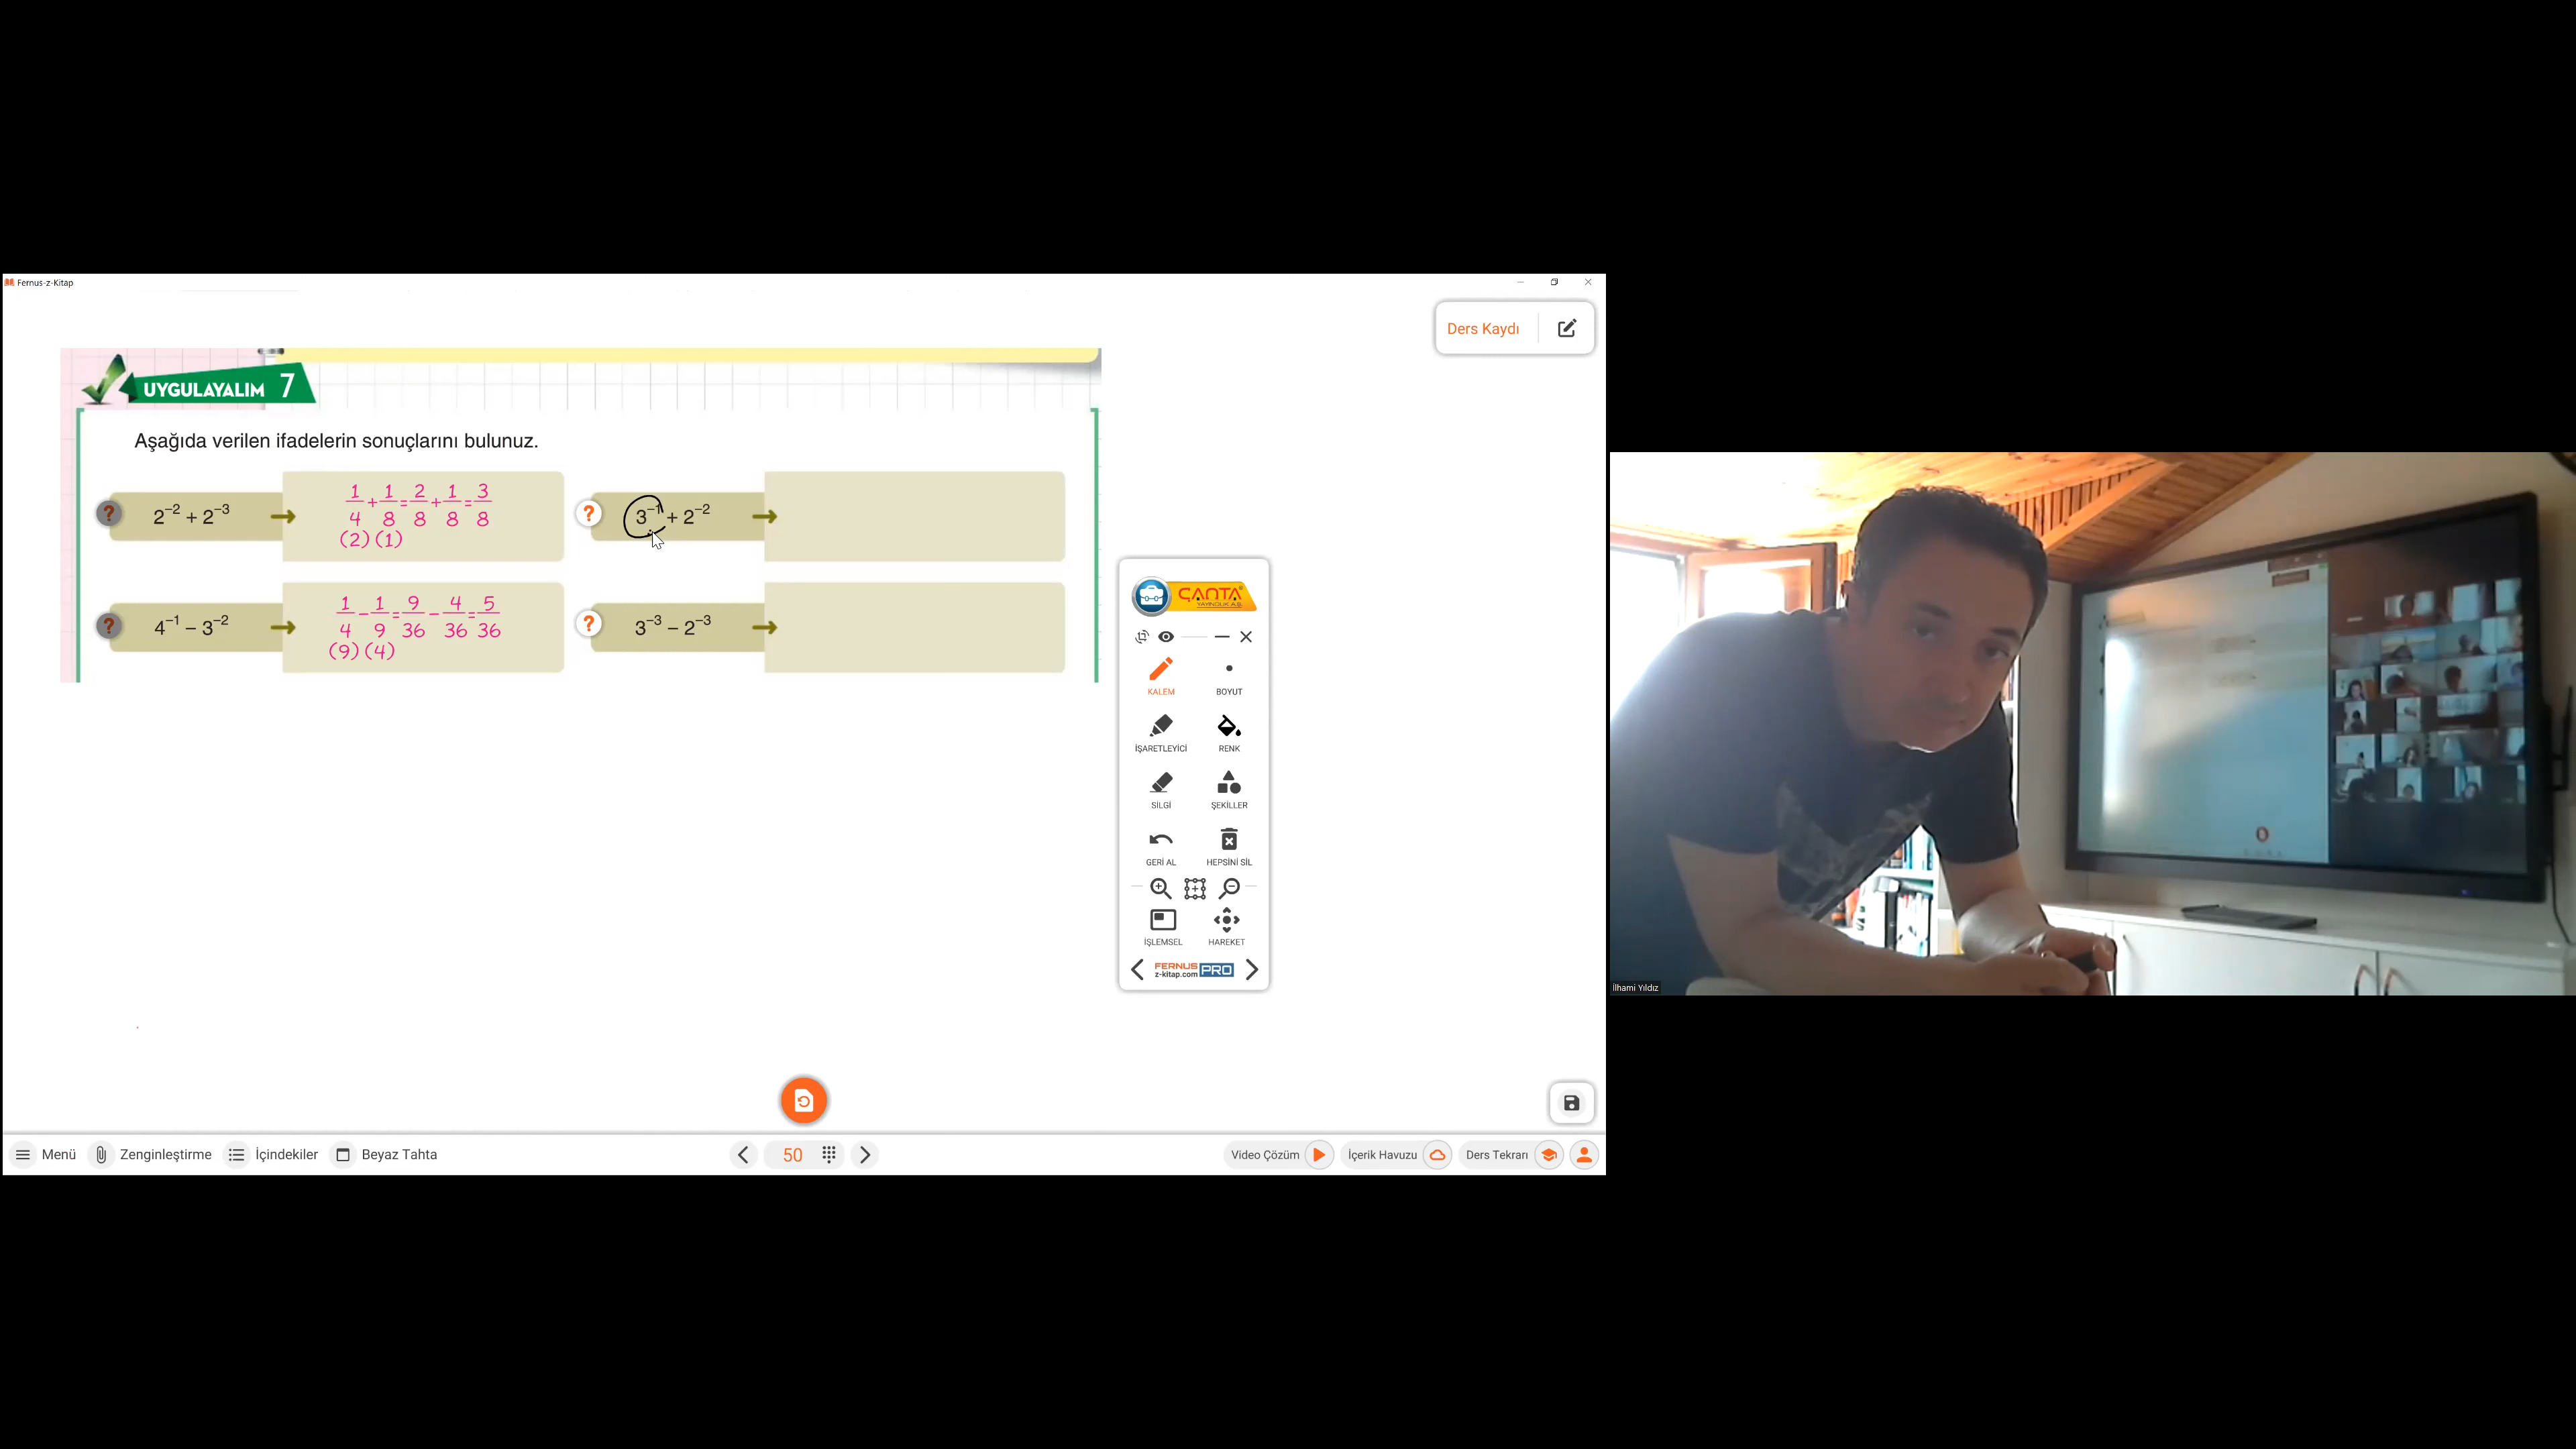 Fernus-z-Kitap
Ders Kaydı
UYGULAYALIM 7
Aşağıda verilen ifadelerin sonuçlarını bulunuz.
? 2⁻² + 2⁻³ → 1/4 + 1/8 = 2/8 + 1/8 = 3/8
(2) (1)
? 3⁻¹ + 2⁻² →
? 4⁻¹ – 3⁻² → 1/4 – 1/9 = 9/36 – 4/36 = 5/36
(9) (4)
? 3⁻³ – 2⁻³ →
ÇANTA
YAYINCILIK A.Ş.
KALEM
BOYUT
İŞARETLEYİCİ
RENK
SİLGİ
ŞEKİLLER
GERİ AL
HEPSİNİ SİL
İŞLEMSEL
HAREKET
FERNUS
z-kitap.com
PRO
İlhami Yıldız
Menü
Zenginleştirme
İçindekiler
Beyaz Tahta
50
Video Çözüm
İçerik Havuzu
Ders Tekrarı